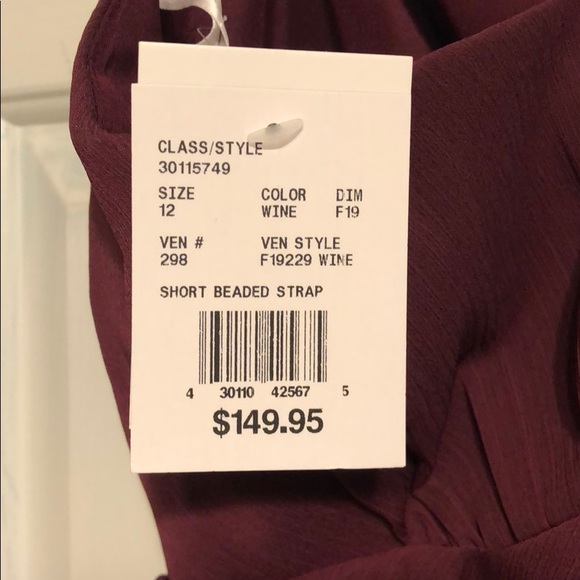 CLASS/STYLE
30115749
SIZE COLOR DIM
12 WINE F19
VEN # VEN STYLE
298 F19229 WINE
SHORT BEADED STRAP
4 30110 42567 5
$149.95